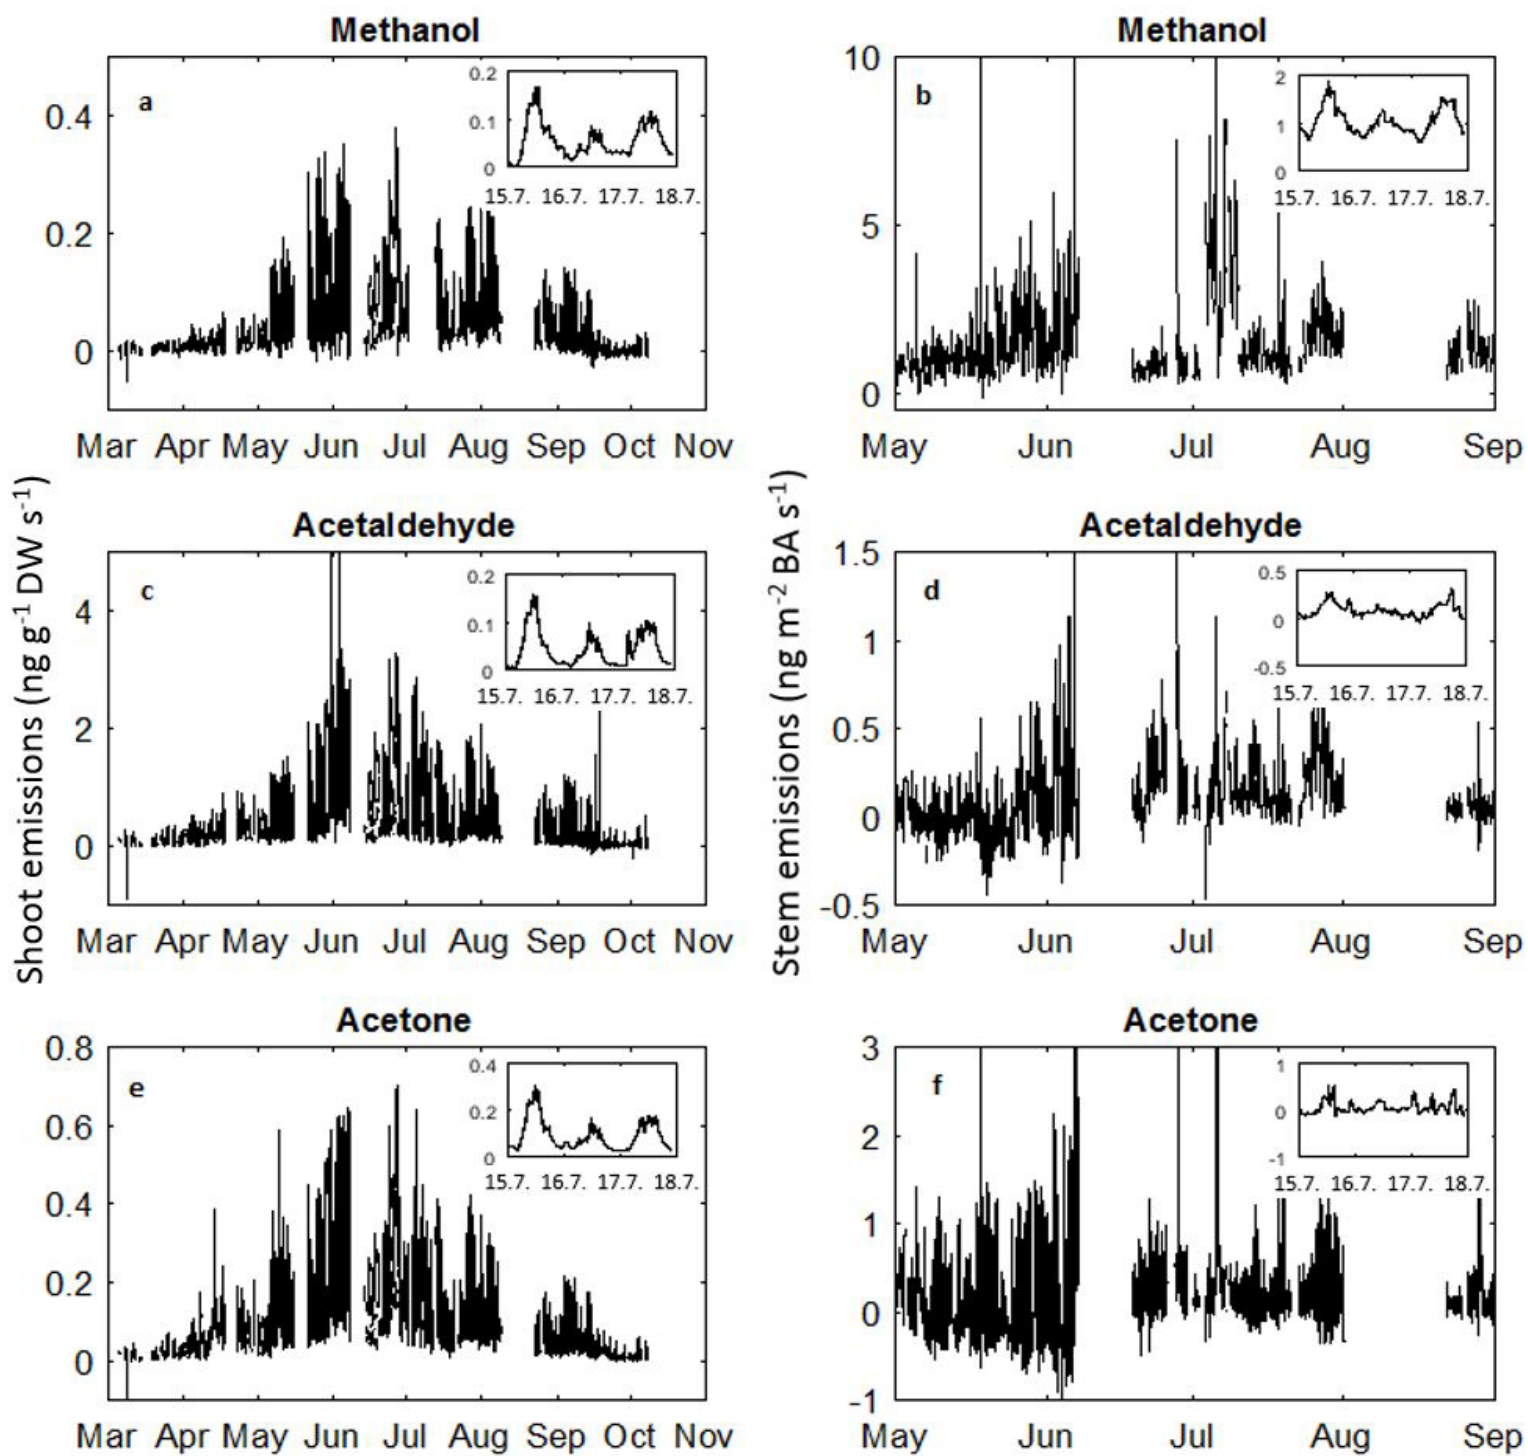 Methanol
a
0.4
0.2
0
0.2
0.1
0
15.7. 16.7. 17.7. 18.7.
Mar Apr May Jun Jul Aug Sep Oct Nov
Methanol
b
10
5
0
2
1
0
15.7. 16.7. 17.7. 18.7.
May Jun Jul Aug Sep
Shoot emissions (ng g⁻¹ DW s⁻¹)
Acetaldehyde
c
4
2
0
0.2
0.1
0
15.7. 16.7. 17.7. 18.7.
Mar Apr May Jun Jul Aug Sep Oct Nov
Stem emissions (ng m⁻² BA s⁻¹)
Acetaldehyde
d
1.5
1
0.5
0
-0.5
0.5
0
-0.5
15.7. 16.7. 17.7. 18.7.
May Jun Jul Aug Sep
Acetone
e
0.8
0.6
0.4
0.2
0
0.4
0.2
0
15.7. 16.7. 17.7. 18.7.
Mar Apr May Jun Jul Aug Sep Oct Nov
Acetone
f
3
2
1
0
-1
1
0
-1
15.7. 16.7. 17.7. 18.7.
May Jun Jul Aug Sep